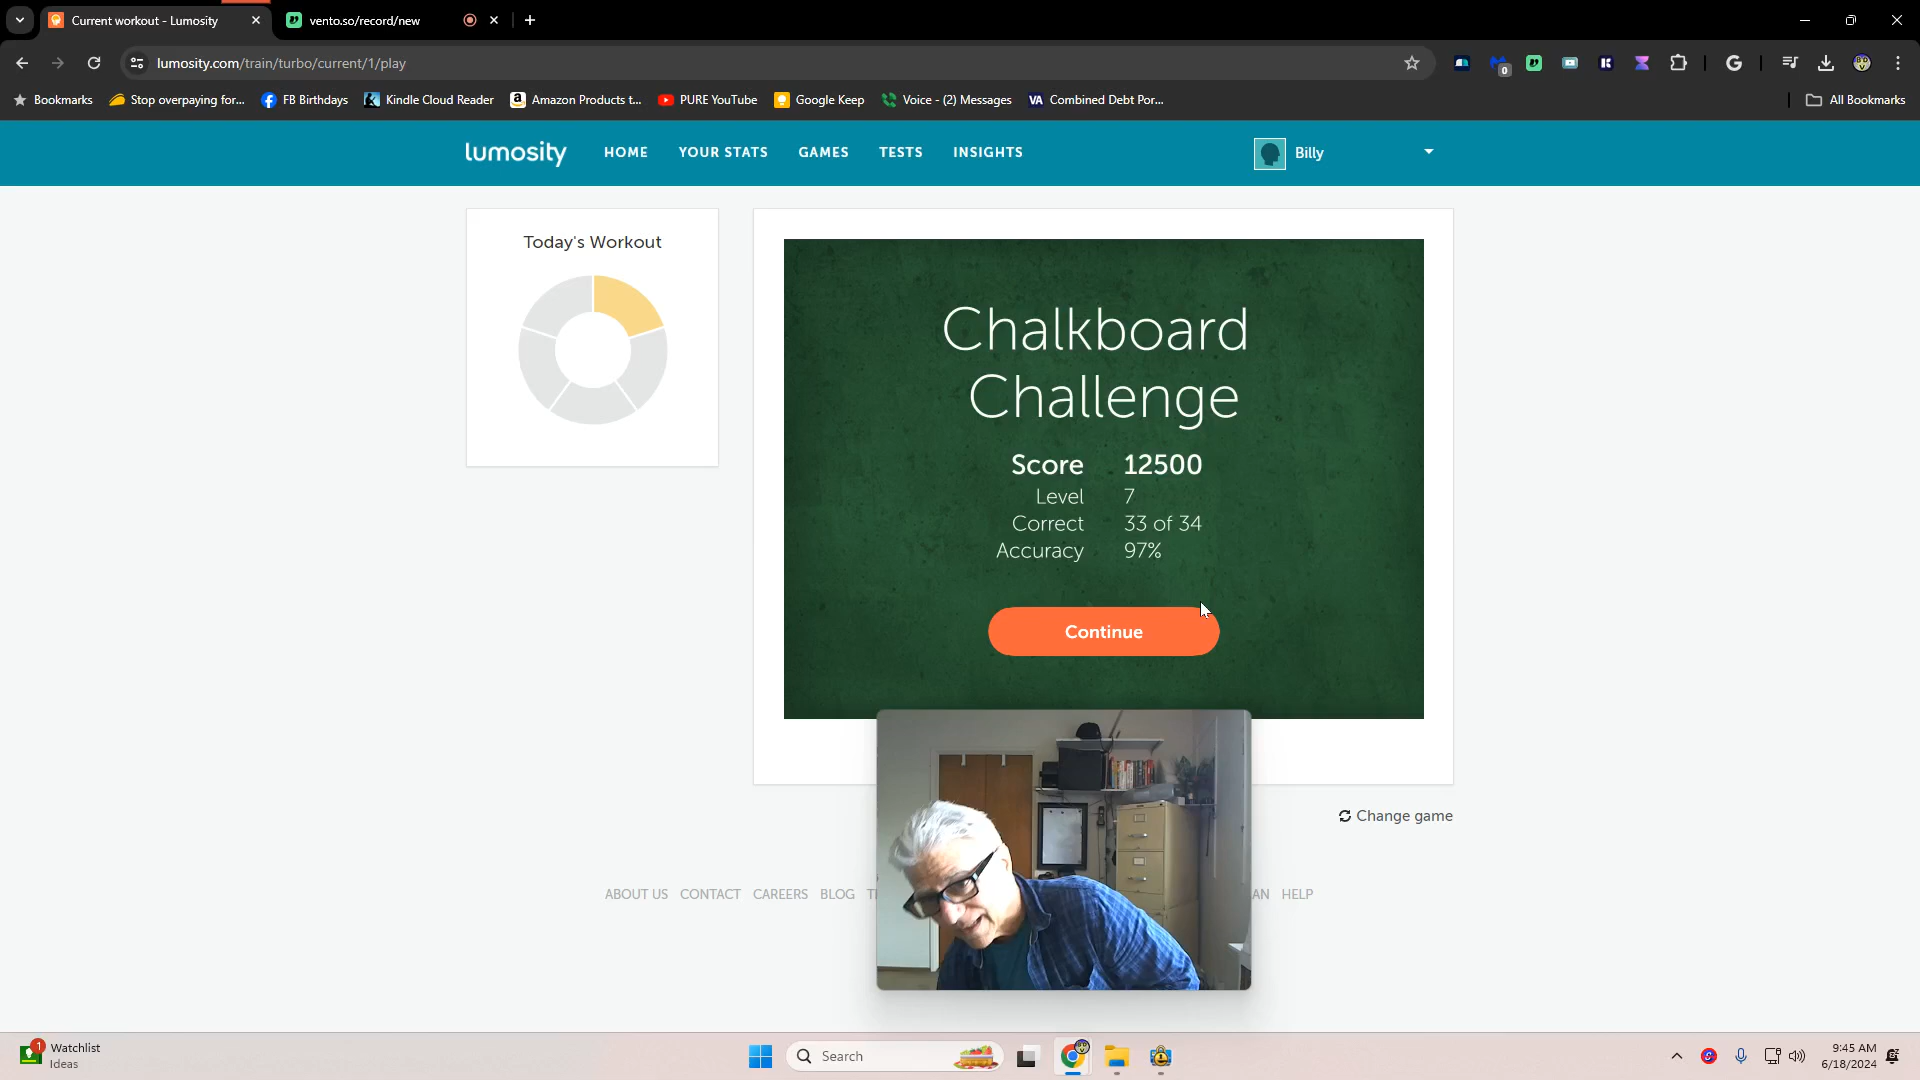 Current workout - Lumosity
vento.so/record/new
lumosity.com/train/turbo/current/1/play
0
Bookmarks
Stop overpaying for...
FB Birthdays
Kindle Cloud Reader
Amazon Products t...
PURE YouTube
Google Keep
Voice - (2) Messages
VA Combined Debt Por...
All Bookmarks
lumosity
HOME
YOUR STATS
GAMES
TESTS
INSIGHTS
Billy
Today's Workout
Chalkboard
Challenge
Score 12500
Level 7
Correct 33 of 34
Accuracy 97%
Continue
Change game
ABOUT US
CONTACT
CAREERS
BLOG
HELP
1
Watchlist
Ideas
Search
9:45 AM
6/18/2024